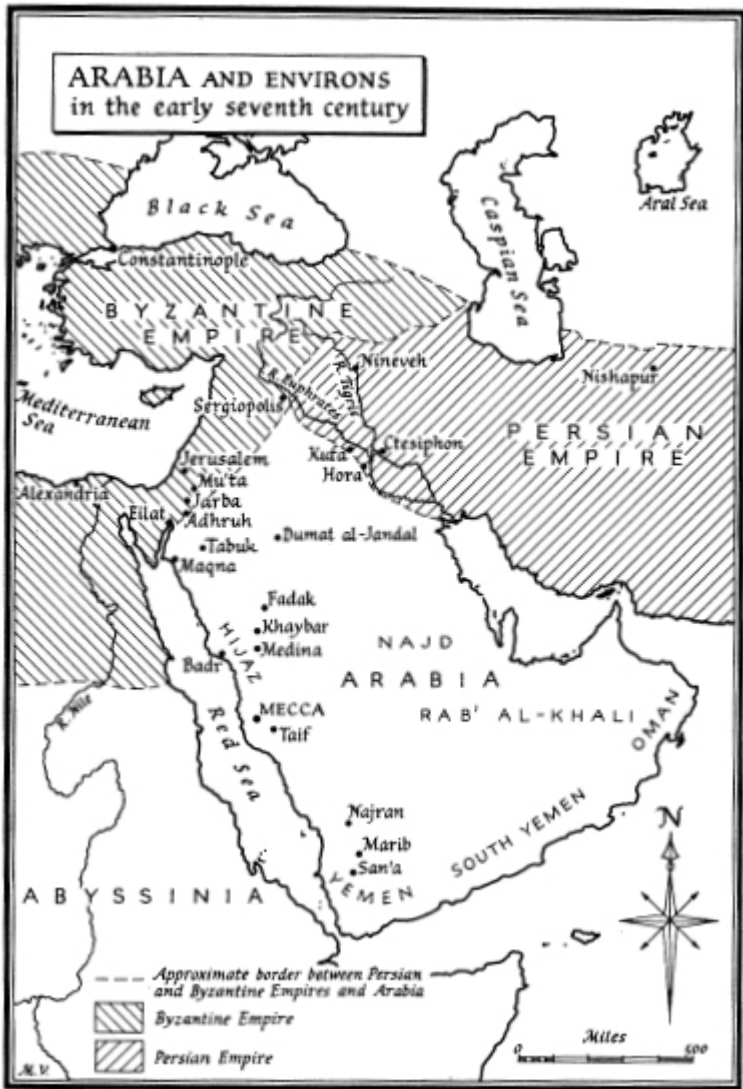 ARABIA AND ENVIRONS
in the early seventh century
Black Sea
Caspian Sea
Aral Sea
Constantinople
BYZANTINE
EMPIRE
Nineveh
R. Tigris
R. Euphrates
Nishapur
Sergiopolis
Mediterranean
Sea
PERSIAN
EMPIRE
Ctesiphon
Kufa
Hora
Jerusalem
Mu'ta
Alexandria
Jarba
Eilat
Adhruh
Dumat al-Jandal
Tabuk
Maqna
Fadak
HIJAZ
Khaybar
Medina
Badr
NAJD
ARABIA
RAB' AL-KHALI
OMAN
R. Nile
Red Sea
MECCA
Taif
Najran
Marib
San'a
YEMEN
SOUTH YEMEN
N
ABYSSINIA
Approximate border between Persian
and Byzantine Empires and Arabia
Byzantine Empire
Persian Empire
Miles
0 500
M.V.